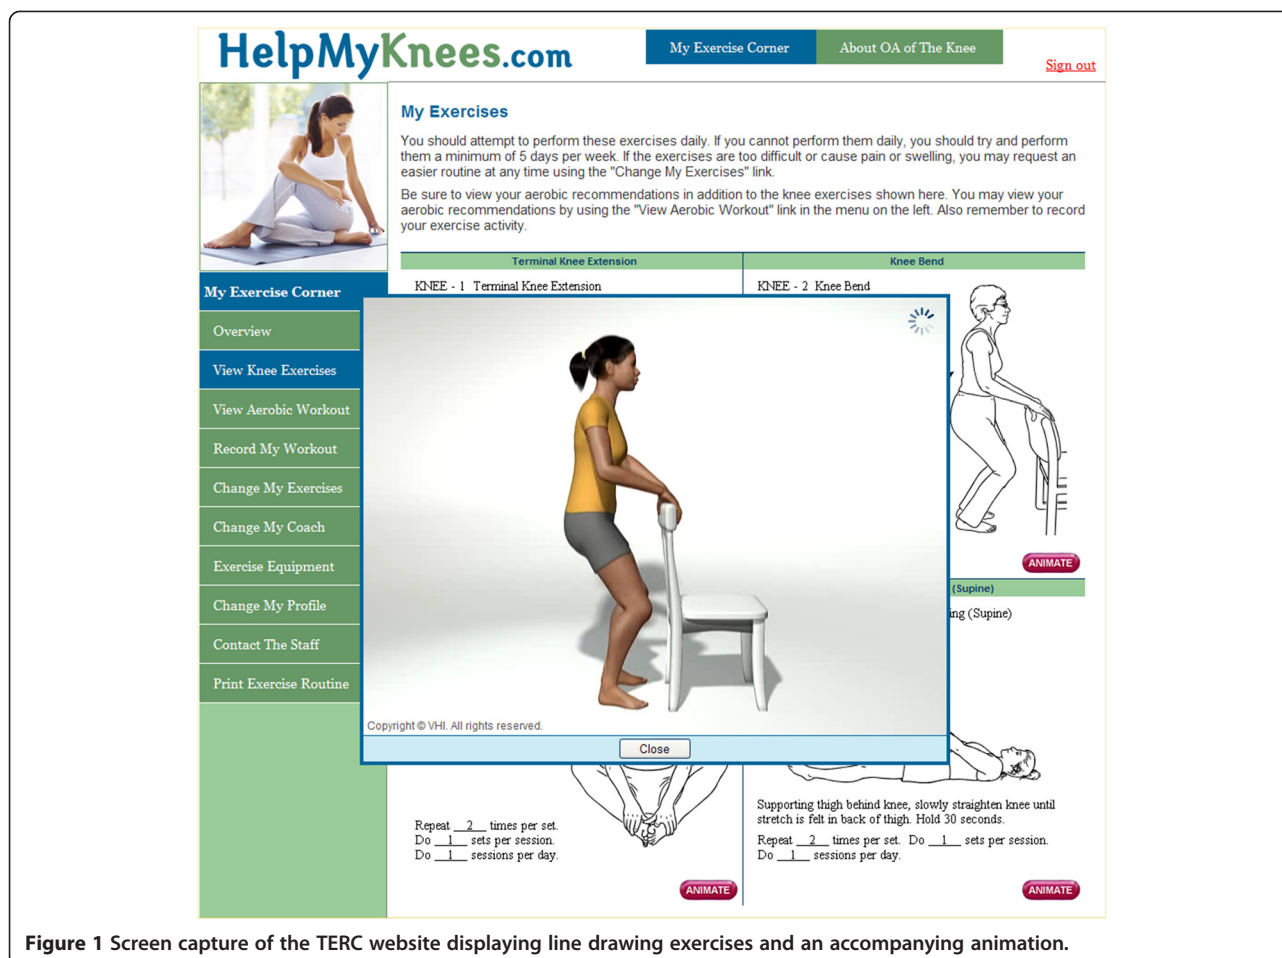 HelpMyKnees.com
My Exercise Corner
About OA of The Knee
Sign out
My Exercises
You should attempt to perform these exercises daily. If you cannot perform them daily, you should try and perform
them a minimum of 5 days per week. If the exercises are too difficult or cause pain or swelling, you may request an
easier routine at any time using the "Change My Exercises" link.
Be sure to view your aerobic recommendations in addition to the knee exercises shown here. You may view your
aerobic recommendations by using the "View Aerobic Workout" link in the menu on the left. Also remember to record
your exercise activity.
Terminal Knee Extension
Knee Bend
KNEE - 1 Terminal Knee Extension
KNEE - 2 Knee Bend
My Exercise Corner
Overview
View Knee Exercises
View Aerobic Workout
Record My Workout
Change My Exercises
Change My Coach
Exercise Equipment
Change My Profile
Contact The Staff
Print Exercise Routine
ANIMATE
(Supine)
ing (Supine)
Copyright © VHI. All rights reserved.
Close
Repeat 2 times per set.
Do 1 sets per session.
Do 1 sessions per day.
ANIMATE
Supporting thigh behind knee, slowly straighten knee until
stretch is felt in back of thigh. Hold 30 seconds.
Repeat 2 times per set. Do 1 sets per session.
Do 1 sessions per day.
ANIMATE
Figure 1 Screen capture of the TERC website displaying line drawing exercises and an accompanying animation.